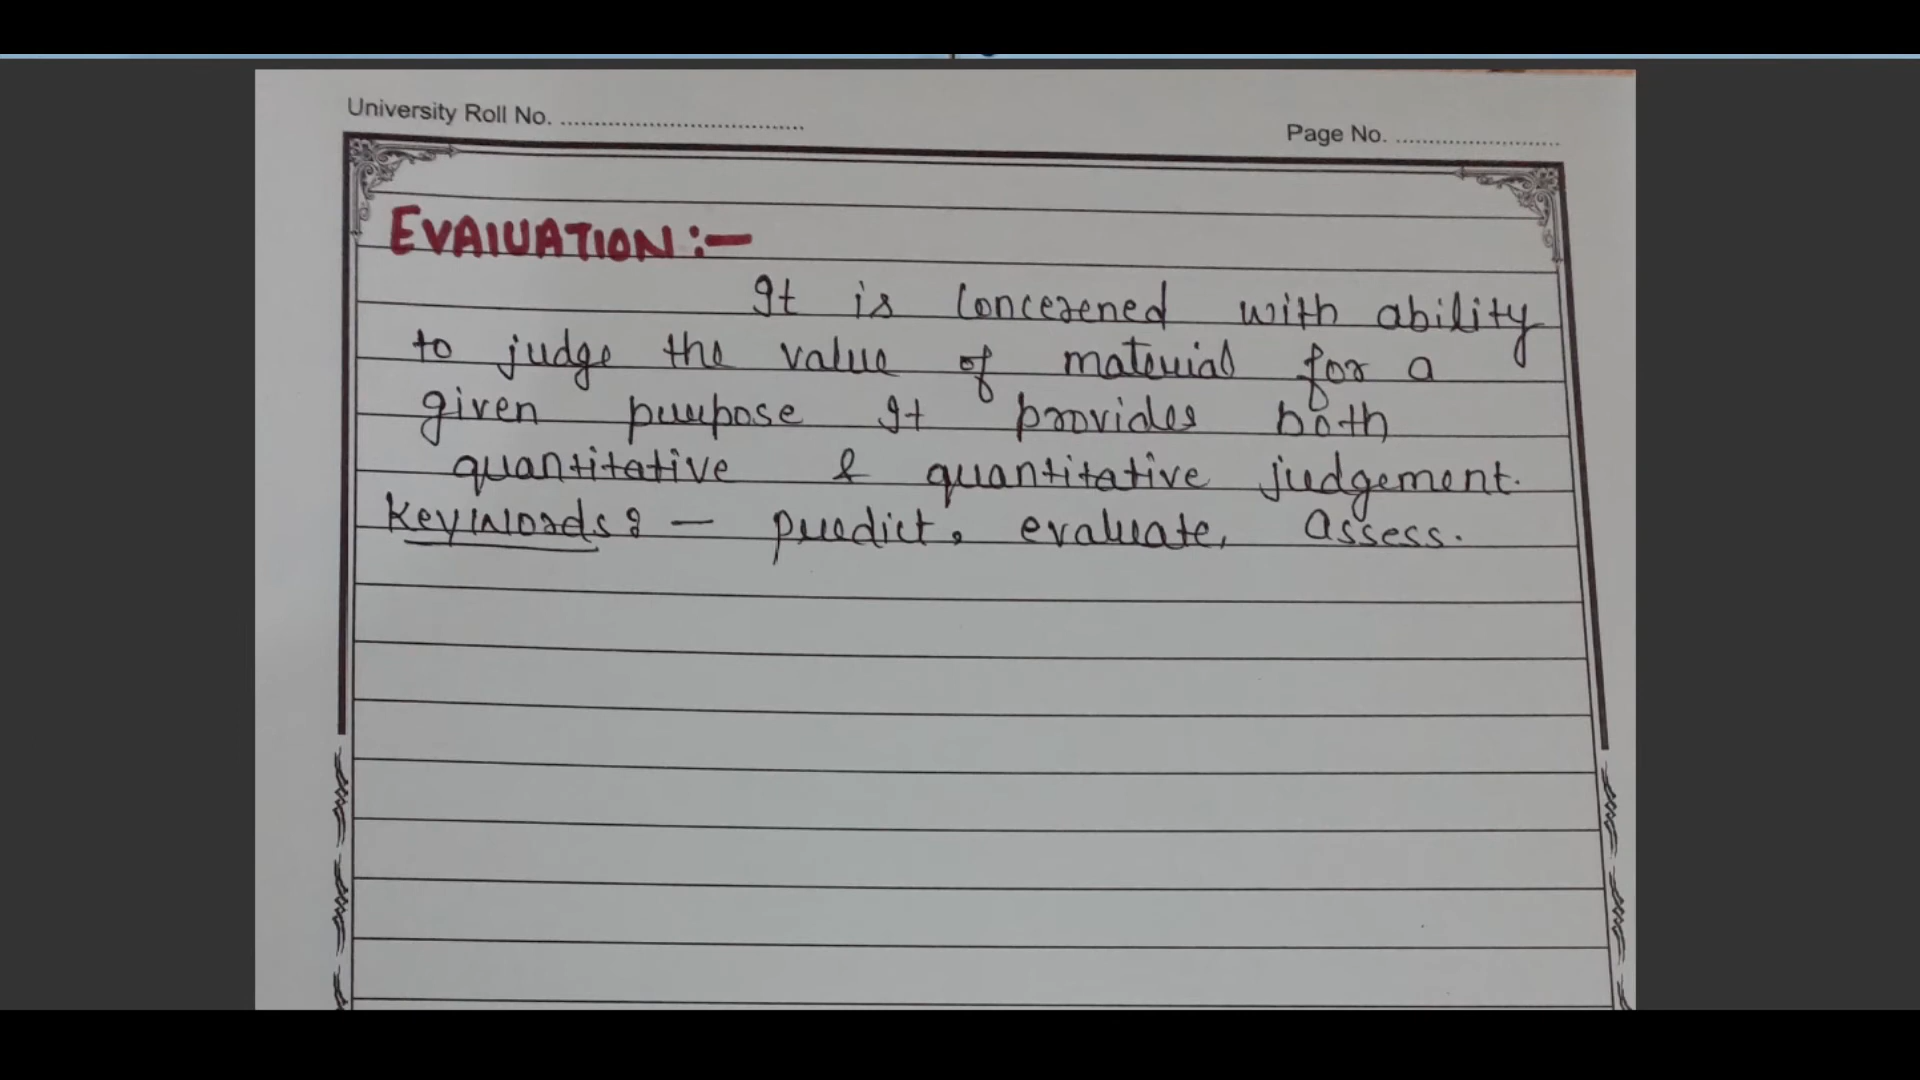 University Roll No. ....................................
Page No. .........................
EVALUATION :-
It is Concerened with ability
to judge the value of material for a
given purpose It provides both
quantitative & quantitative judgement.
Keywords : - predict, evaluate, Assess.